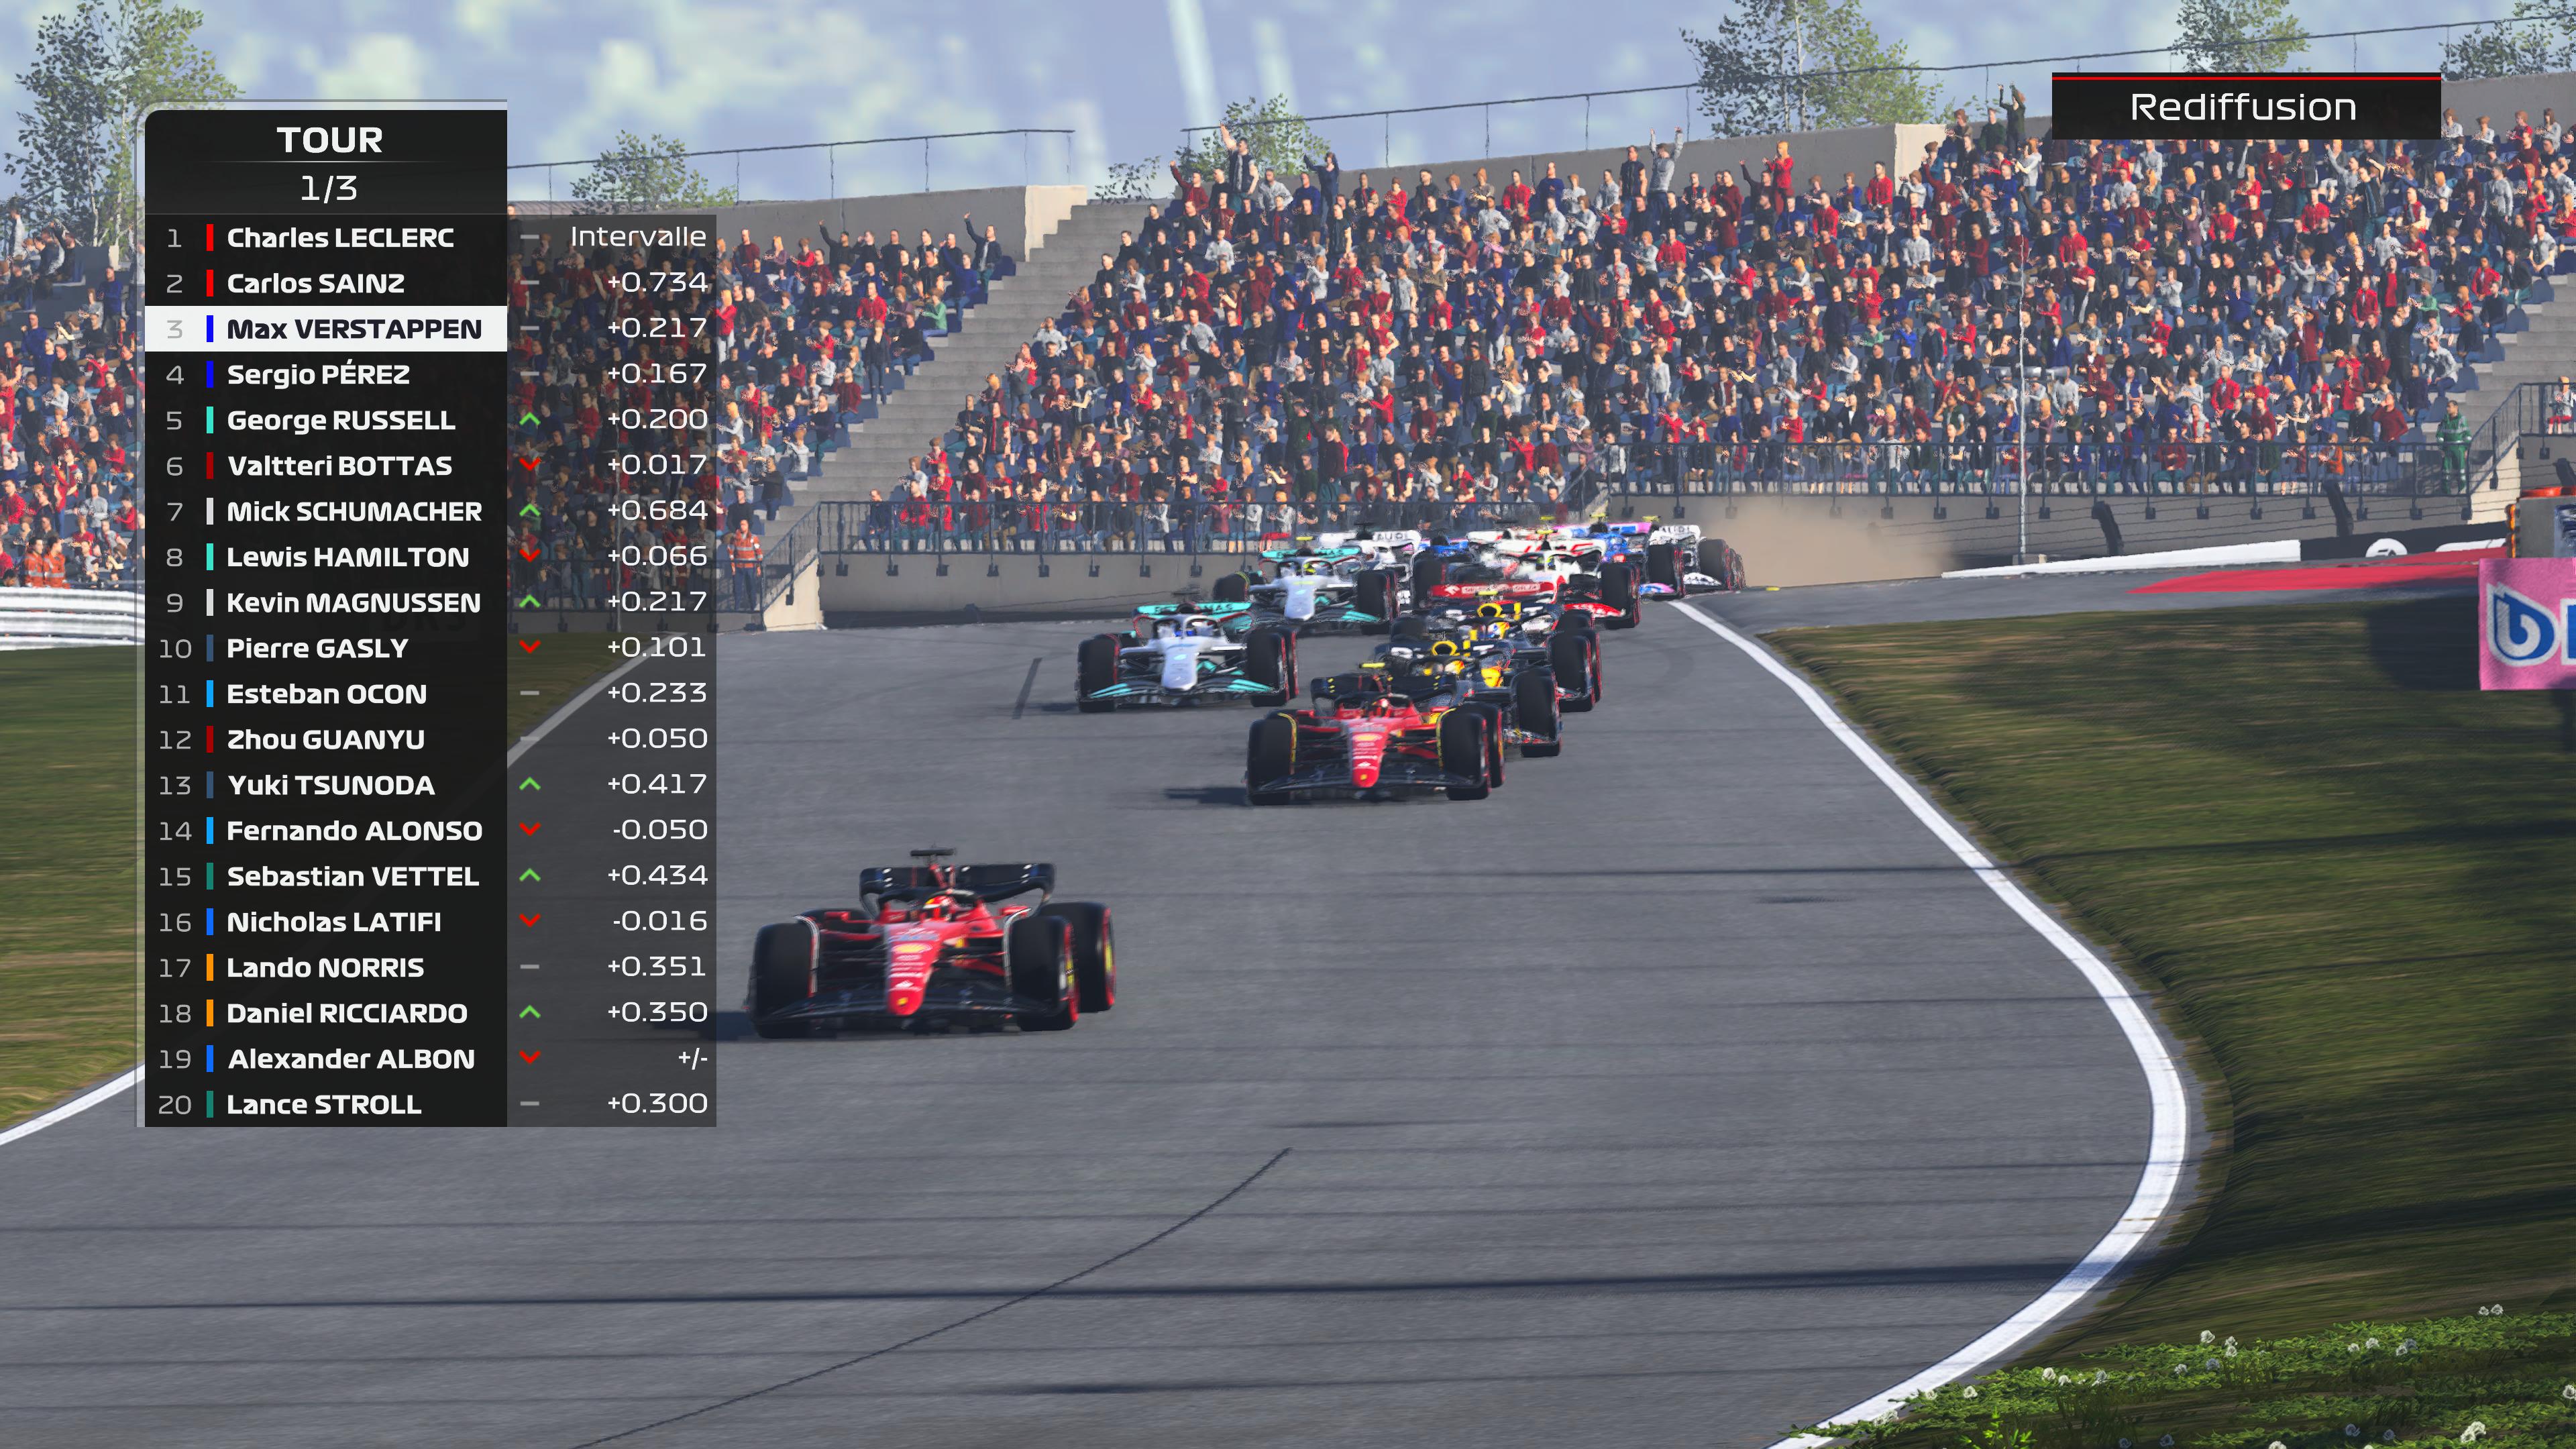 Rediffusion
TOUR
1/3
1 Charles LECLERC Intervalle
2 Carlos SAINZ +0.734
3 Max VERSTAPPEN +0.217
4 Sergio PÉREZ +0.167
5 George RUSSELL +0.200
6 Valtteri BOTTAS +0.017
7 Mick SCHUMACHER +0.684
8 Lewis HAMILTON +0.066
9 Kevin MAGNUSSEN +0.217
10 Pierre GASLY +0.101
11 Esteban OCON +0.233
12 Zhou GUANYU +0.050
13 Yuki TSUNODA +0.417
14 Fernando ALONSO -0.050
15 Sebastian VETTEL +0.434
16 Nicholas LATIFI -0.016
17 Lando NORRIS +0.351
18 Daniel RICCIARDO +0.350
19 Alexander ALBON +/-
20 Lance STROLL +0.300